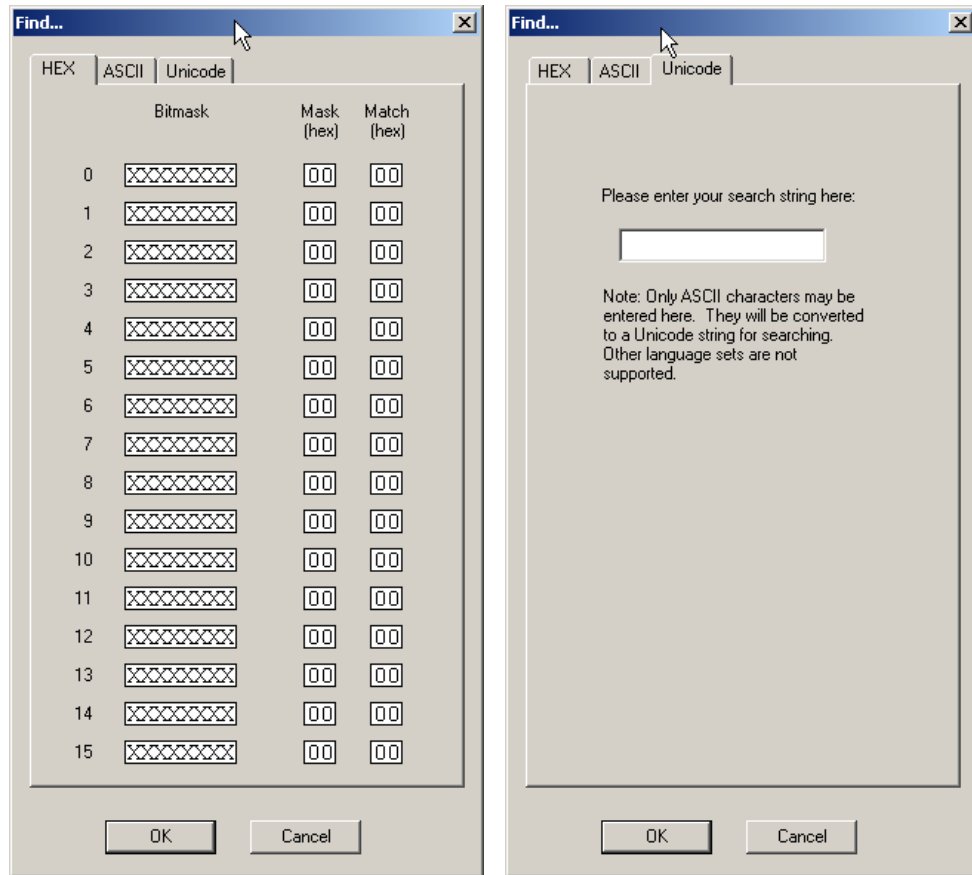 Find...
HEX ASCII Unicode
Bitmask Mask Match
(hex) (hex)
0 XXXXXXXX 00 00
1 XXXXXXXX 00 00
2 XXXXXXXX 00 00
3 XXXXXXXX 00 00
4 XXXXXXXX 00 00
5 XXXXXXXX 00 00
6 XXXXXXXX 00 00
7 XXXXXXXX 00 00
8 XXXXXXXX 00 00
9 XXXXXXXX 00 00
10 XXXXXXXX 00 00
11 XXXXXXXX 00 00
12 XXXXXXXX 00 00
13 XXXXXXXX 00 00
14 XXXXXXXX 00 00
15 XXXXXXXX 00 00
OK Cancel
Find...
HEX ASCII Unicode
Please enter your search string here:
Note: Only ASCII characters may be
entered here. They will be converted
to a Unicode string for searching.
Other language sets are not
supported.
OK Cancel